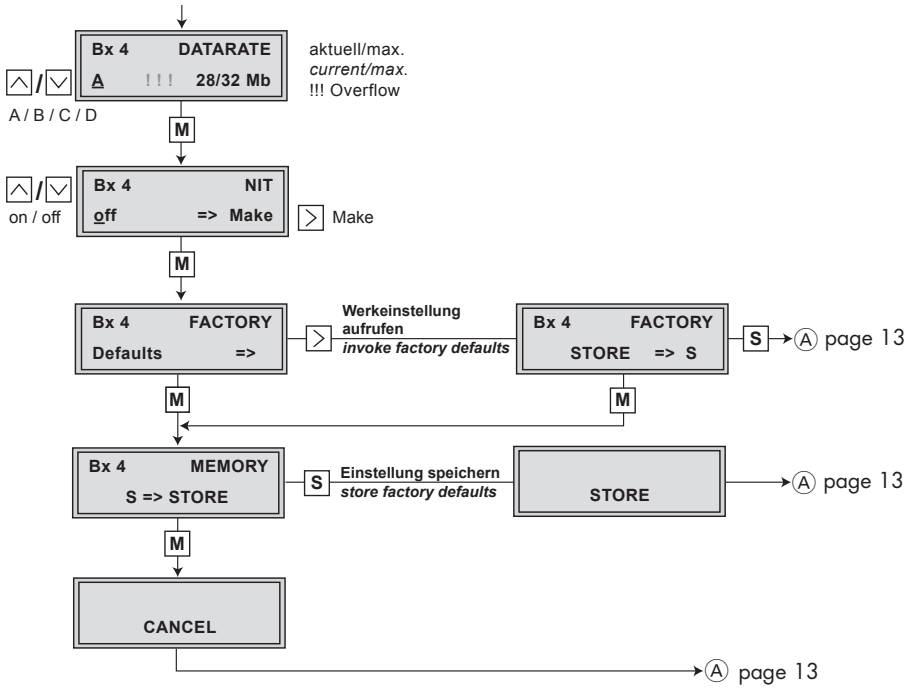 Bx 4 DATARATE
A !!! 28/32 Mb
aktuell/max.
current/max.
!!! Overflow
/
A / B / C / D
M
Bx 4 NIT
off => Make
/
on / off
> Make
M
Bx 4 FACTORY
Defaults =>
>
Werkeinstellung
aufrufen
invoke factory defaults
Bx 4 FACTORY
STORE => S
S
A page 13
M
M
Bx 4 MEMORY
S => STORE
S
Einstellung speichern
store factory defaults
STORE
A page 13
M
CANCEL
A page 13